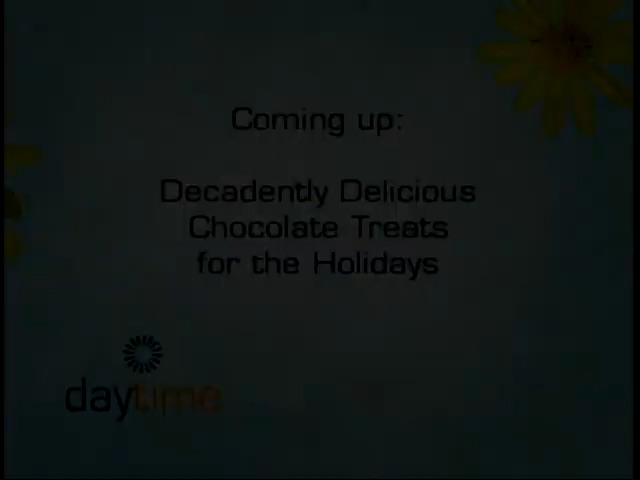 Coming up:
Decadently Delicious
Chocolate Treats
for the Holidays
daytime